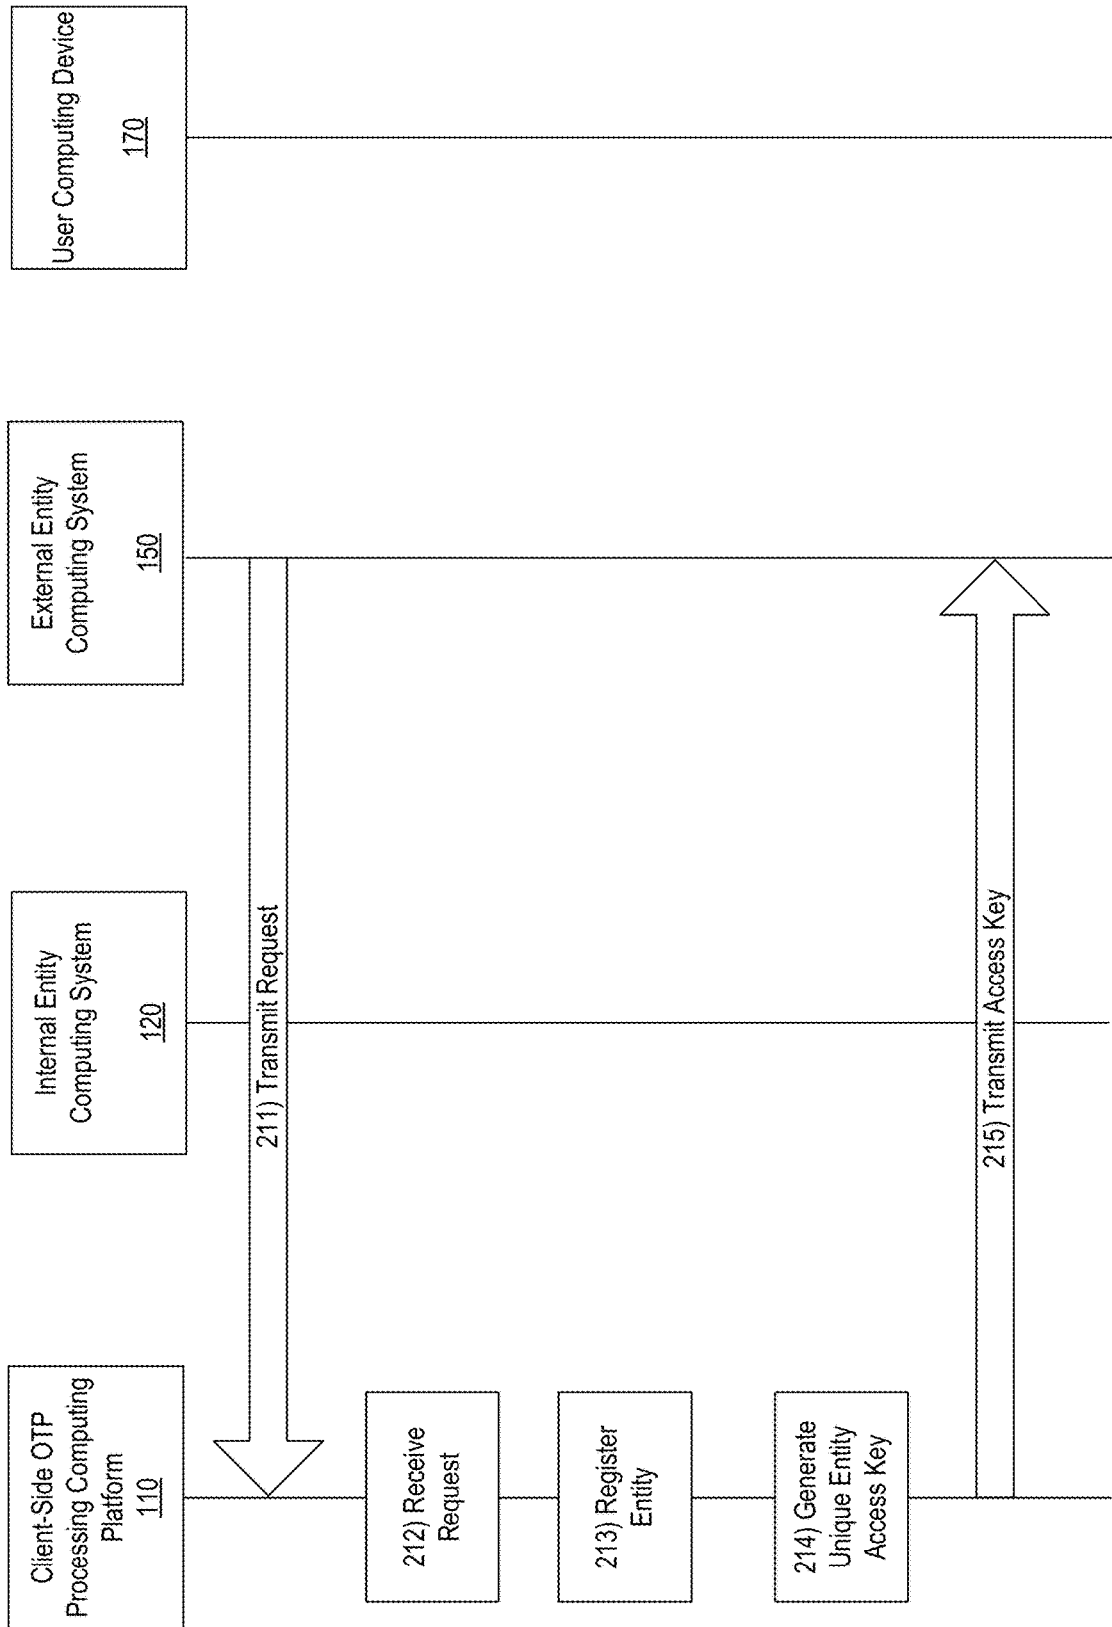 Client-Side OTP
Processing Computing
Platform
110
Internal Entity
Computing System
120
External Entity
Computing System
150
User Computing Device
170
211) Transmit Request
212) Receive
Request
213) Register
Entity
214) Generate
Unique Entity
Access Key
215) Transmit Access Key